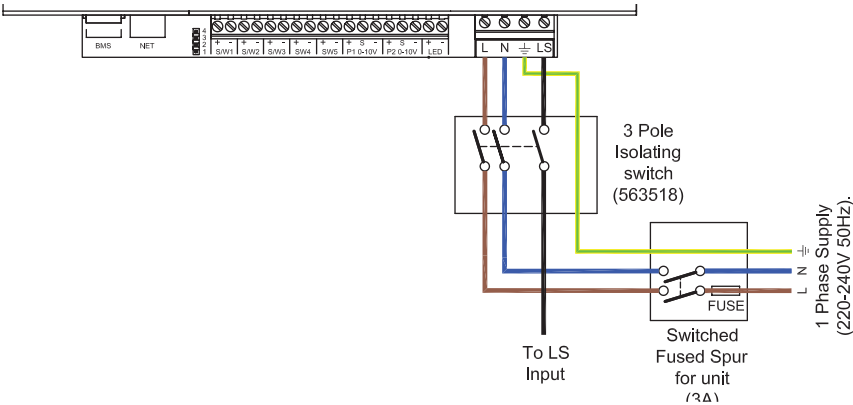 BMS
NET
4
3
2
1
+ - + - + - + - + - + S - + S - + -
S/W1 S/W2 S/W3 SW4 SW5 P1 0-10V P2 0-10V LED
L N LS
3 Pole
Isolating
switch
(563518)
N
L
1 Phase Supply
(220-240V 50Hz).
FUSE
To LS
Input
Switched
Fused Spur
for unit
(3A)